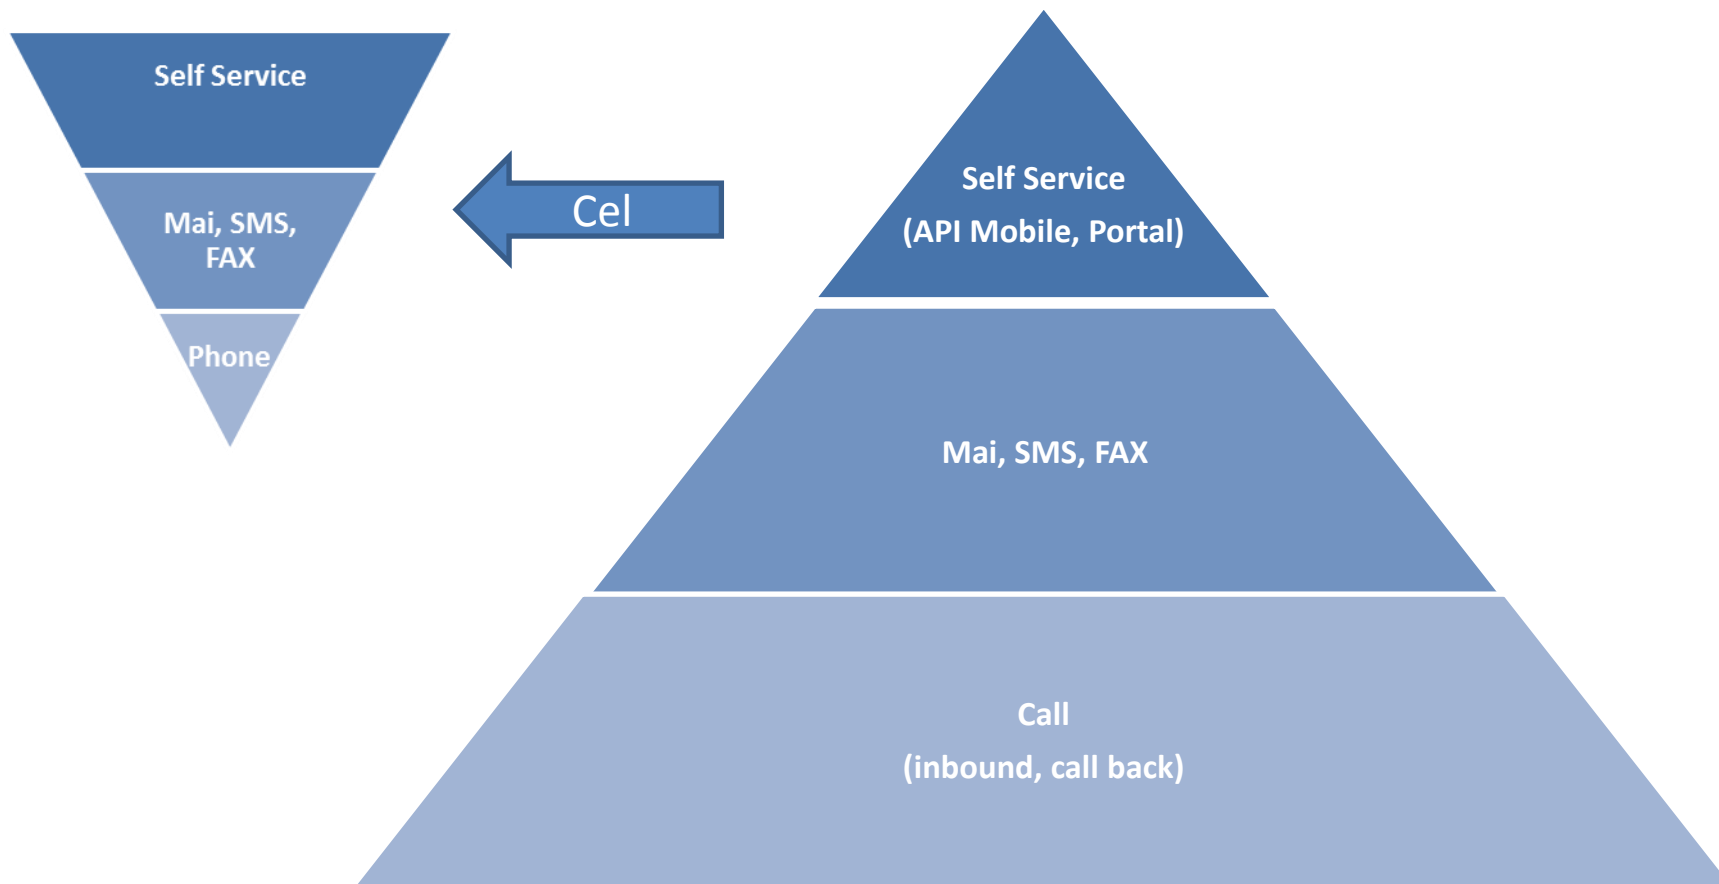 Self Service
Mai, SMS,
FAX
Phone
Cel
Self Service
(API Mobile, Portal)
Mai, SMS, FAX
Call
(inbound, call back)